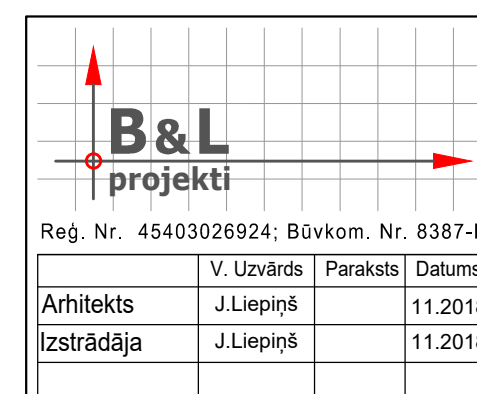 B&L
projekti
Reģ. Nr. 45403026924; Būvkom. Nr. 8387-
V. Uzvārds Paraksts Datums
Arhitekts J.Liepiņš 11.2018
Izstrādāja J.Liepiņš 11.2018